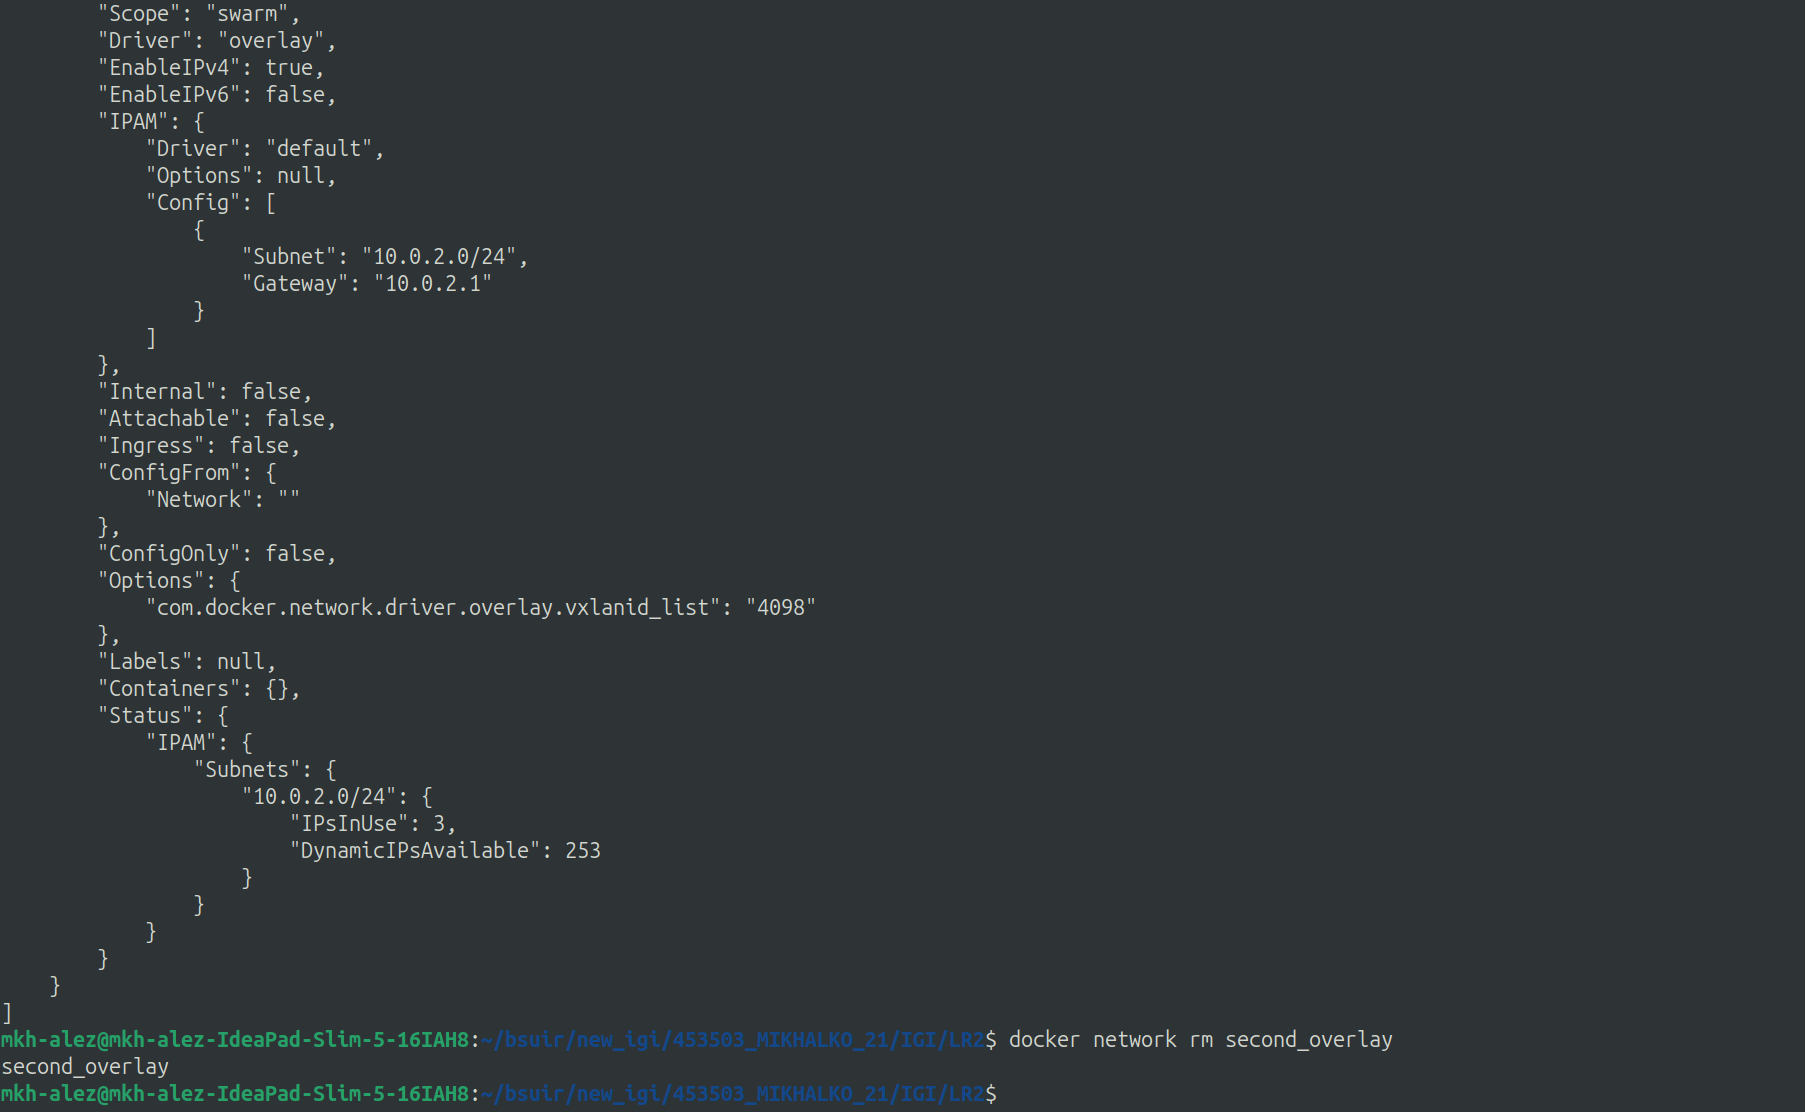 "Scope": "swarm",
        "Driver": "overlay",
        "EnableIPv4": true,
        "EnableIPv6": false,
        "IPAM": {
            "Driver": "default",
            "Options": null,
            "Config": [
                {
                    "Subnet": "10.0.2.0/24",
                    "Gateway": "10.0.2.1"
                }
            ]
        },
        "Internal": false,
        "Attachable": false,
        "Ingress": false,
        "ConfigFrom": {
            "Network": ""
        },
        "ConfigOnly": false,
        "Options": {
            "com.docker.network.driver.overlay.vxlanid_list": "4098"
        },
        "Labels": null,
        "Containers": {},
        "Status": {
            "IPAM": {
                "Subnets": {
                    "10.0.2.0/24": {
                        "IPsInUse": 3,
                        "DynamicIPsAvailable": 253
                    }
                }
            }
        }
    }
]
mkh-alez@mkh-alez-IdeaPad-Slim-5-16IAH8:~/bsuir/new_igi/453503_MIKHALKO_21/IGI/LR2$ docker network rm second_overlay
second_overlay
mkh-alez@mkh-alez-IdeaPad-Slim-5-16IAH8:~/bsuir/new_igi/453503_MIKHALKO_21/IGI/LR2$